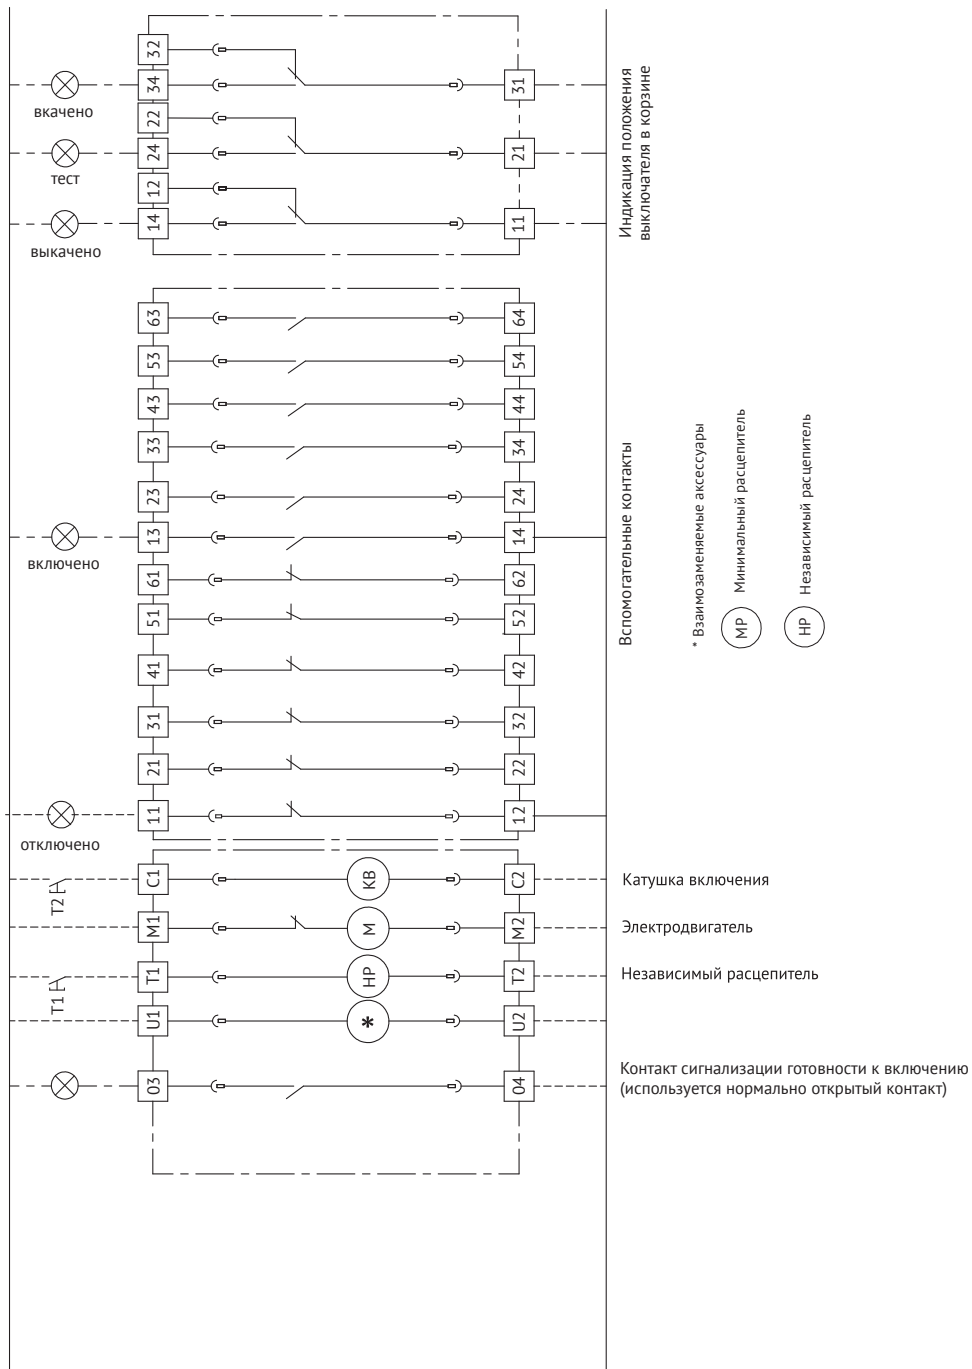 32
34
31
вкачено
22
24
21
тест
12
14
11
выкачено
Индикация положения
выключателя в корзине
63
64
53
54
43
44
33
34
23
24
13
14
включено
61
62
51
52
41
42
31
32
21
22
11
12
отключено
Вспомогательные контакты
* Взаимозаменяемые аксессуары
МР
Минимальный расцепитель
НР
Независимый расцепитель
Т2
C1
КВ
C2
Катушка включения
M1
М
M2
Электродвигатель
Т1
T1
НР
T2
Независимый расцепитель
U1
*
U2
03
04
Контакт сигнализации готовности к включению
(используется нормально открытый контакт)